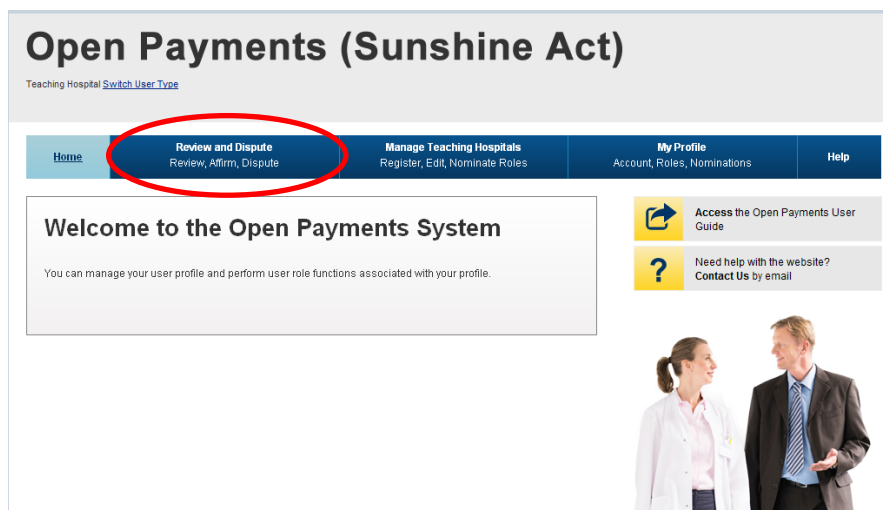 Open Payments (Sunshine Act)
Teaching Hospital Switch User Type
Home
Review and Dispute
Review, Affirm, Dispute
Manage Teaching Hospitals
Register, Edit, Nominate Roles
My Profile
Account, Roles, Nominations
Help
Welcome to the Open Payments System
You can manage your user profile and perform user role functions associated with your profile.
Access the Open Payments User
Guide
?
Need help with the website?
Contact Us by email